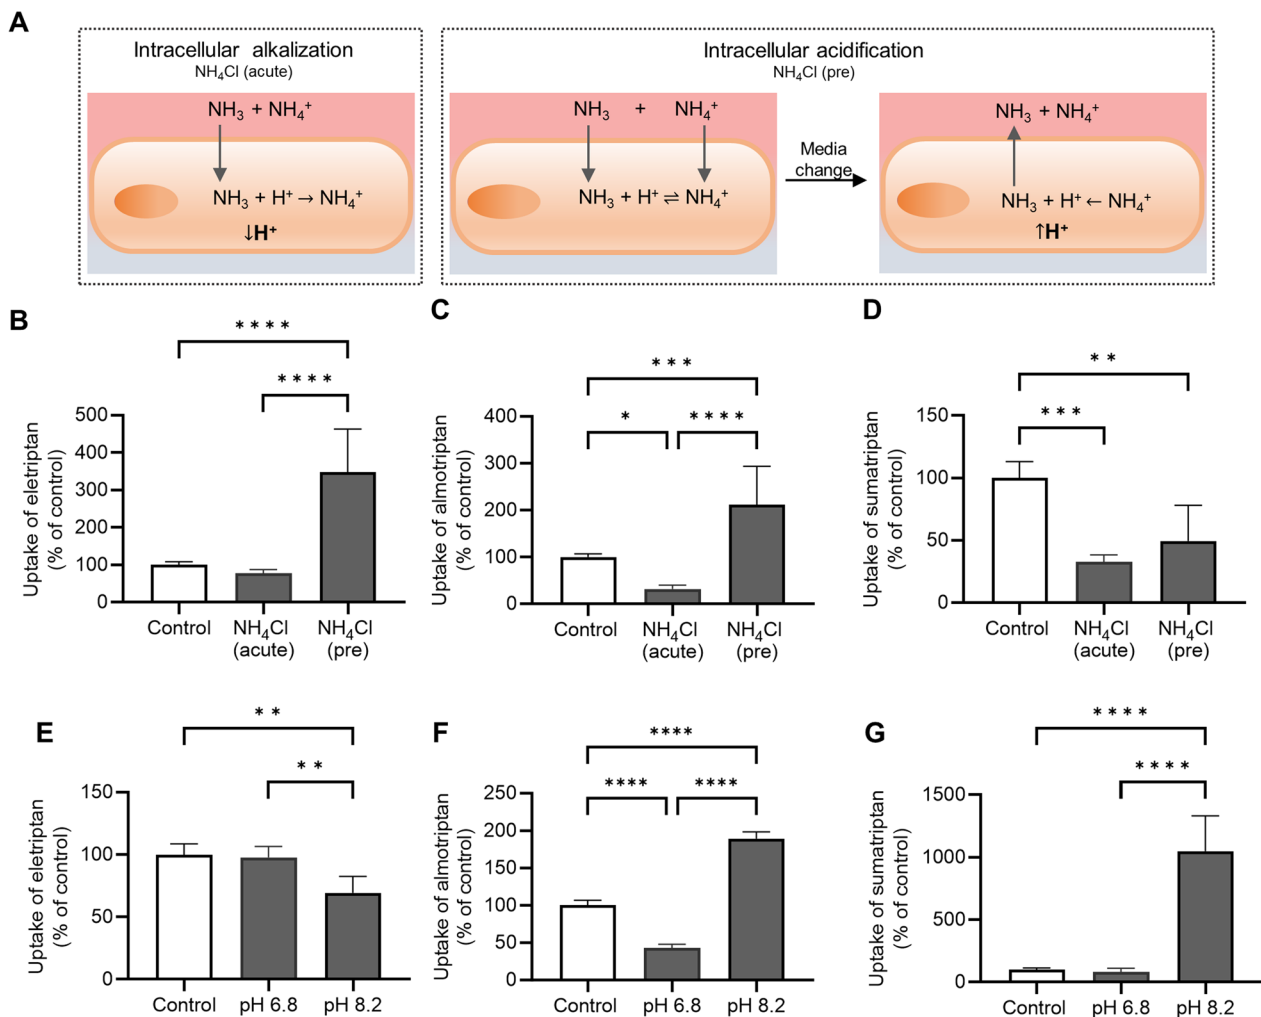 A
Intracellular alkalization
NH₄Cl (acute)
NH₃ + NH₄⁺
NH₃ + H⁺ → NH₄⁺
↓H⁺
Intracellular acidification
NH₄Cl (pre)
NH₃ + NH₄⁺
NH₃ + H⁺ ⇌ NH₄⁺
Media
change
NH₃ + NH₄⁺
NH₃ + H⁺ ← NH₄⁺
↑H⁺
B
****
****
Uptake of eletriptan
(% of control)
500
400
300
200
100
0
Control
NH₄Cl
(acute)
NH₄Cl
(pre)
C
***
*
****
Uptake of almotriptan
(% of control)
400
300
200
100
0
Control
NH₄Cl
(acute)
NH₄Cl
(pre)
D
**
***
Uptake of sumatriptan
(% of control)
150
100
50
0
Control
NH₄Cl
(acute)
NH₄Cl
(pre)
E
**
**
Uptake of eletriptan
(% of control)
150
100
50
0
Control
pH 6.8
pH 8.2
F
****
****
****
Uptake of almotriptan
(% of control)
250
200
150
100
50
0
Control
pH 6.8
pH 8.2
G
****
****
Uptake of sumatriptan
(% of control)
1500
1000
500
0
Control
pH 6.8
pH 8.2